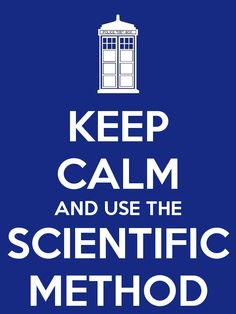 KEEP
CALM
AND USE THE
SCIENTIFIC
METHOD